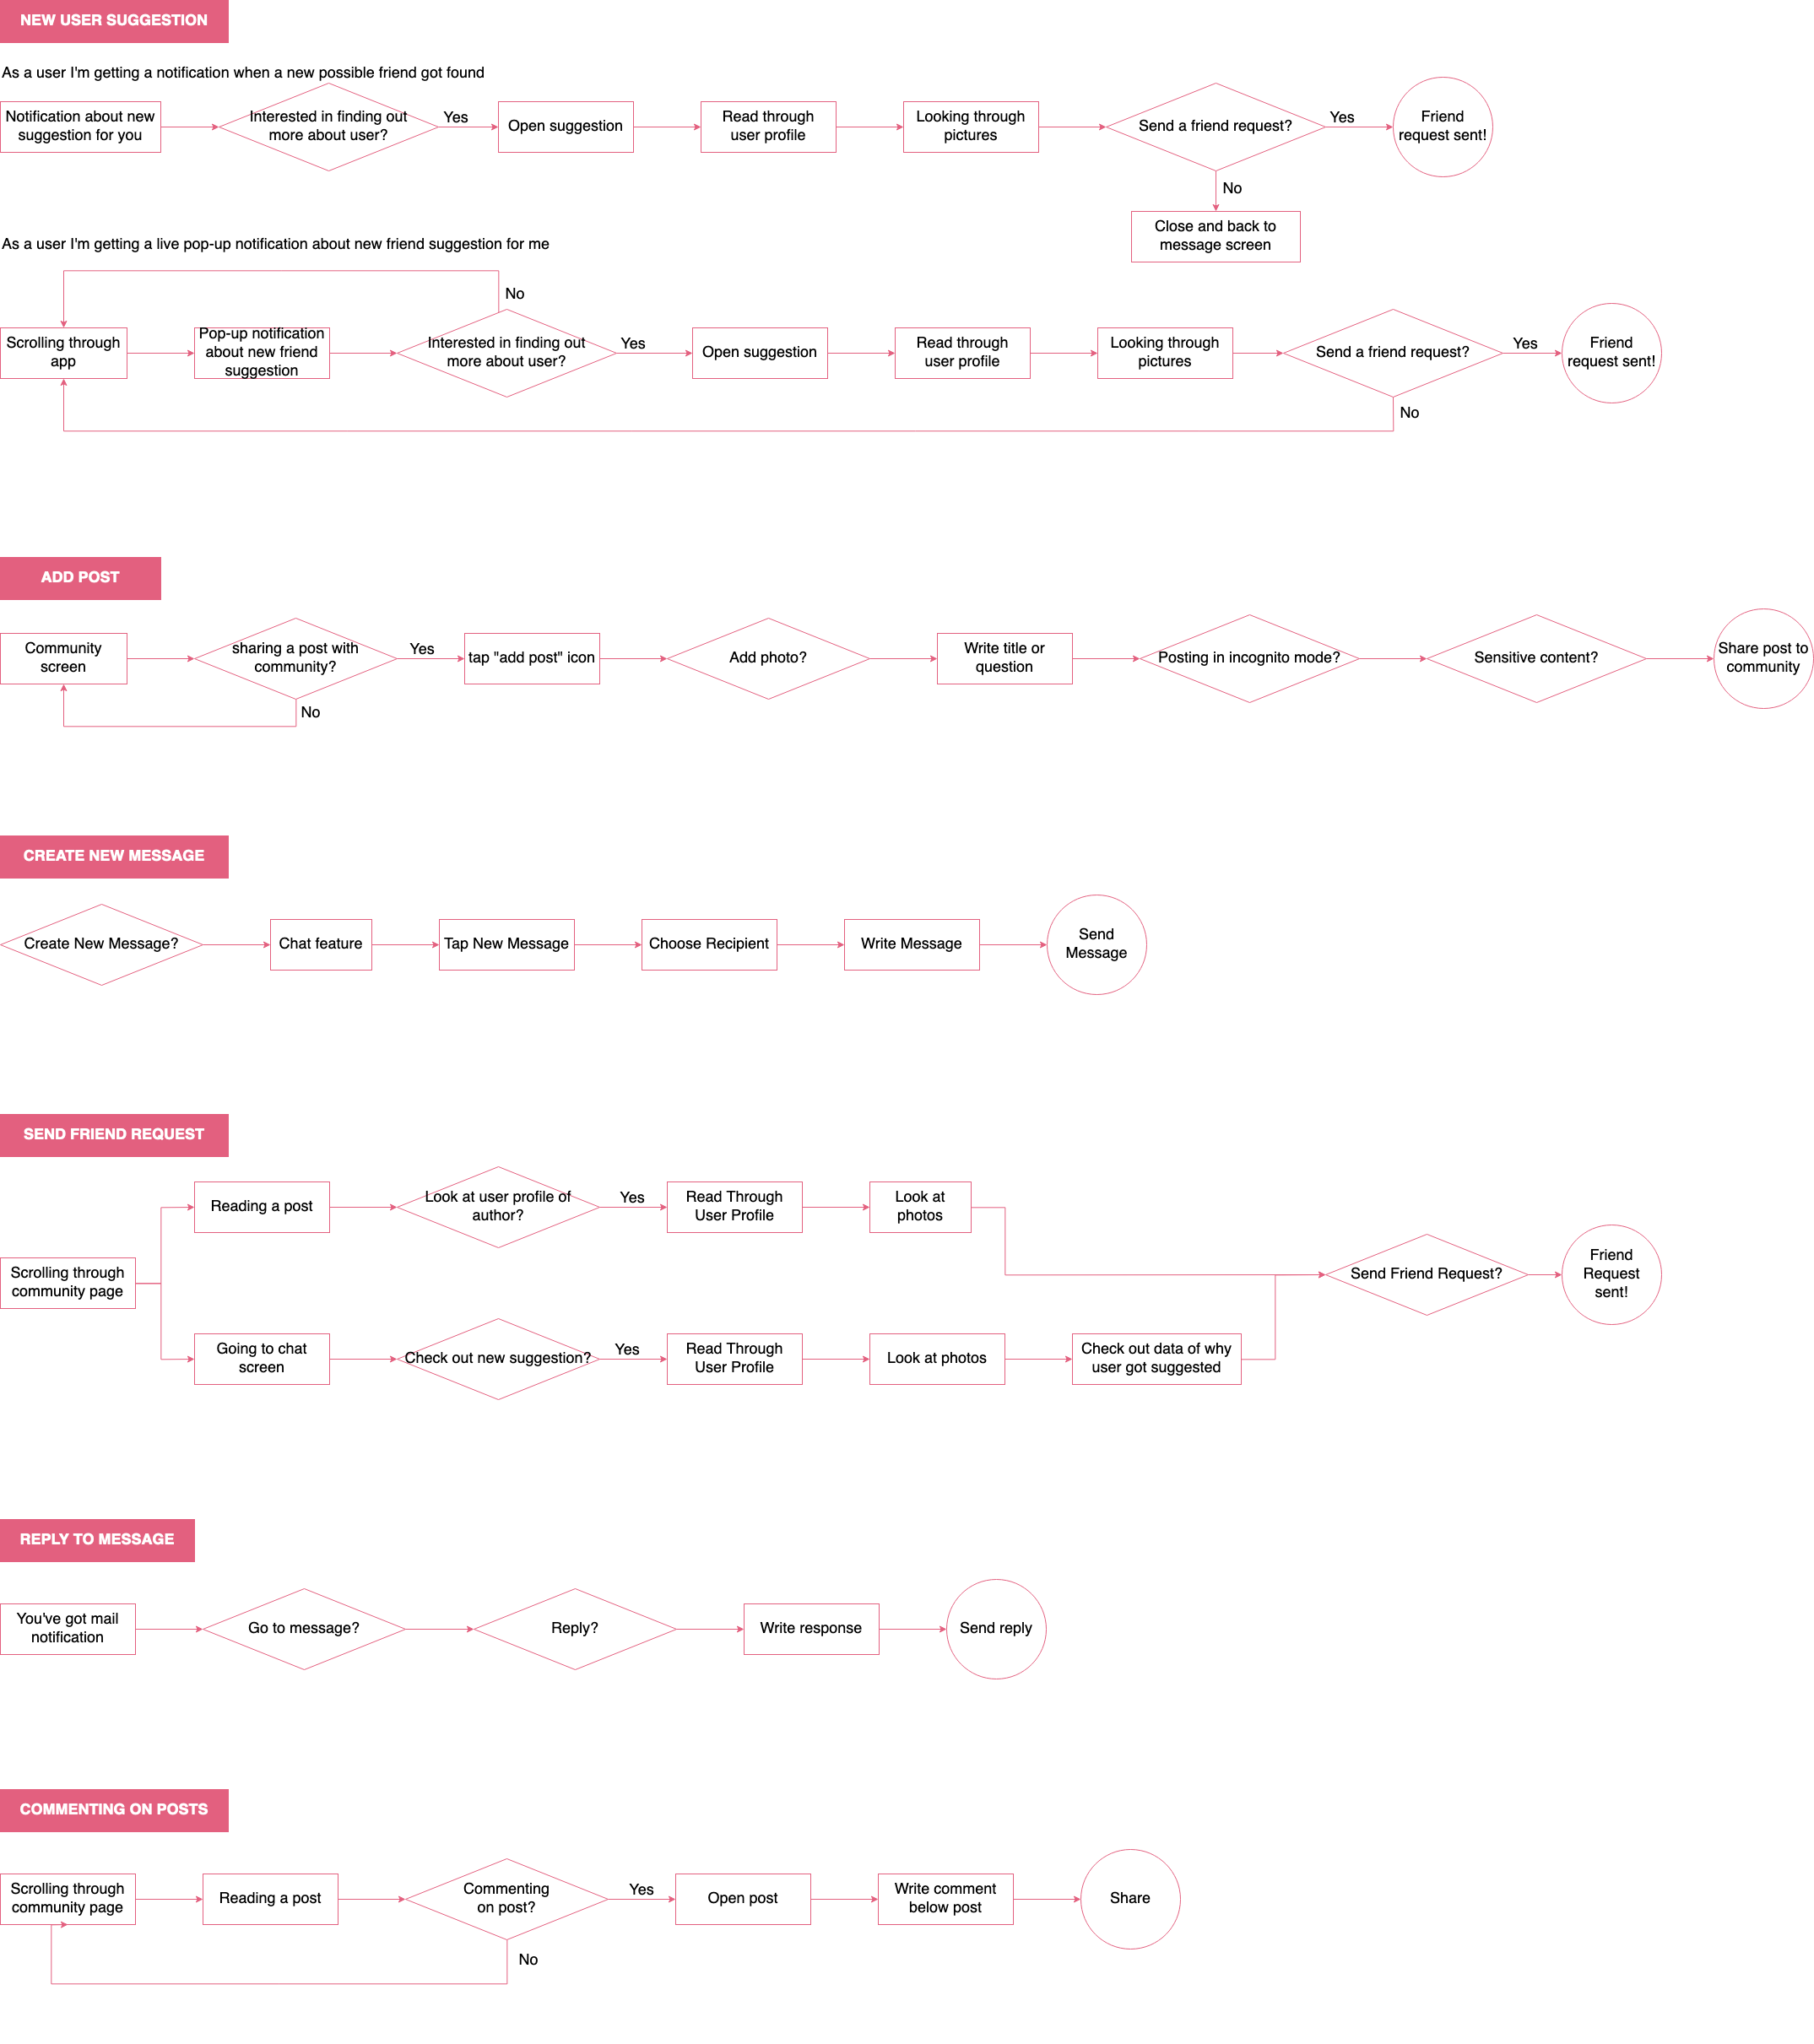 NEW USER SUGGESTION
As a user I'm getting a notification when a new possible friend got found
Notification about new
suggestion for you
Interested in finding out
more about user?
Yes
Open suggestion
Read through
user profile
Looking through
pictures
Send a friend request?
Yes
Friend
request sent!
No
Close and back to
message screen
As a user I'm getting a live pop-up notification about new friend suggestion for me
No
Scrolling through
app
Pop-up notification
about new friend
suggestion
Interested in finding out
more about user?
Yes
Open suggestion
Read through
user profile
Looking through
pictures
Send a friend request?
Yes
Friend
request sent!
No
ADD POST
Community
screen
sharing a post with
community?
Yes
tap "add post" icon
Add photo?
Write title or
question
Posting in incognito mode?
Sensitive content?
Share post to
community
No
CREATE NEW MESSAGE
Create New Message?
Chat feature
Tap New Message
Choose Recipient
Write Message
Send
Message
SEND FRIEND REQUEST
Reading a post
Look at user profile of
author?
Yes
Read Through
User Profile
Look at
photos
Scrolling through
community page
Send Friend Request?
Friend
Request
sent!
Going to chat
screen
Check out new suggestion?
Yes
Read Through
User Profile
Look at photos
Check out data of why
user got suggested
REPLY TO MESSAGE
You've got mail
notification
Go to message?
Reply?
Write response
Send reply
COMMENTING ON POSTS
Scrolling through
community page
Reading a post
Commenting
on post?
Yes
Open post
Write comment
below post
Share
No